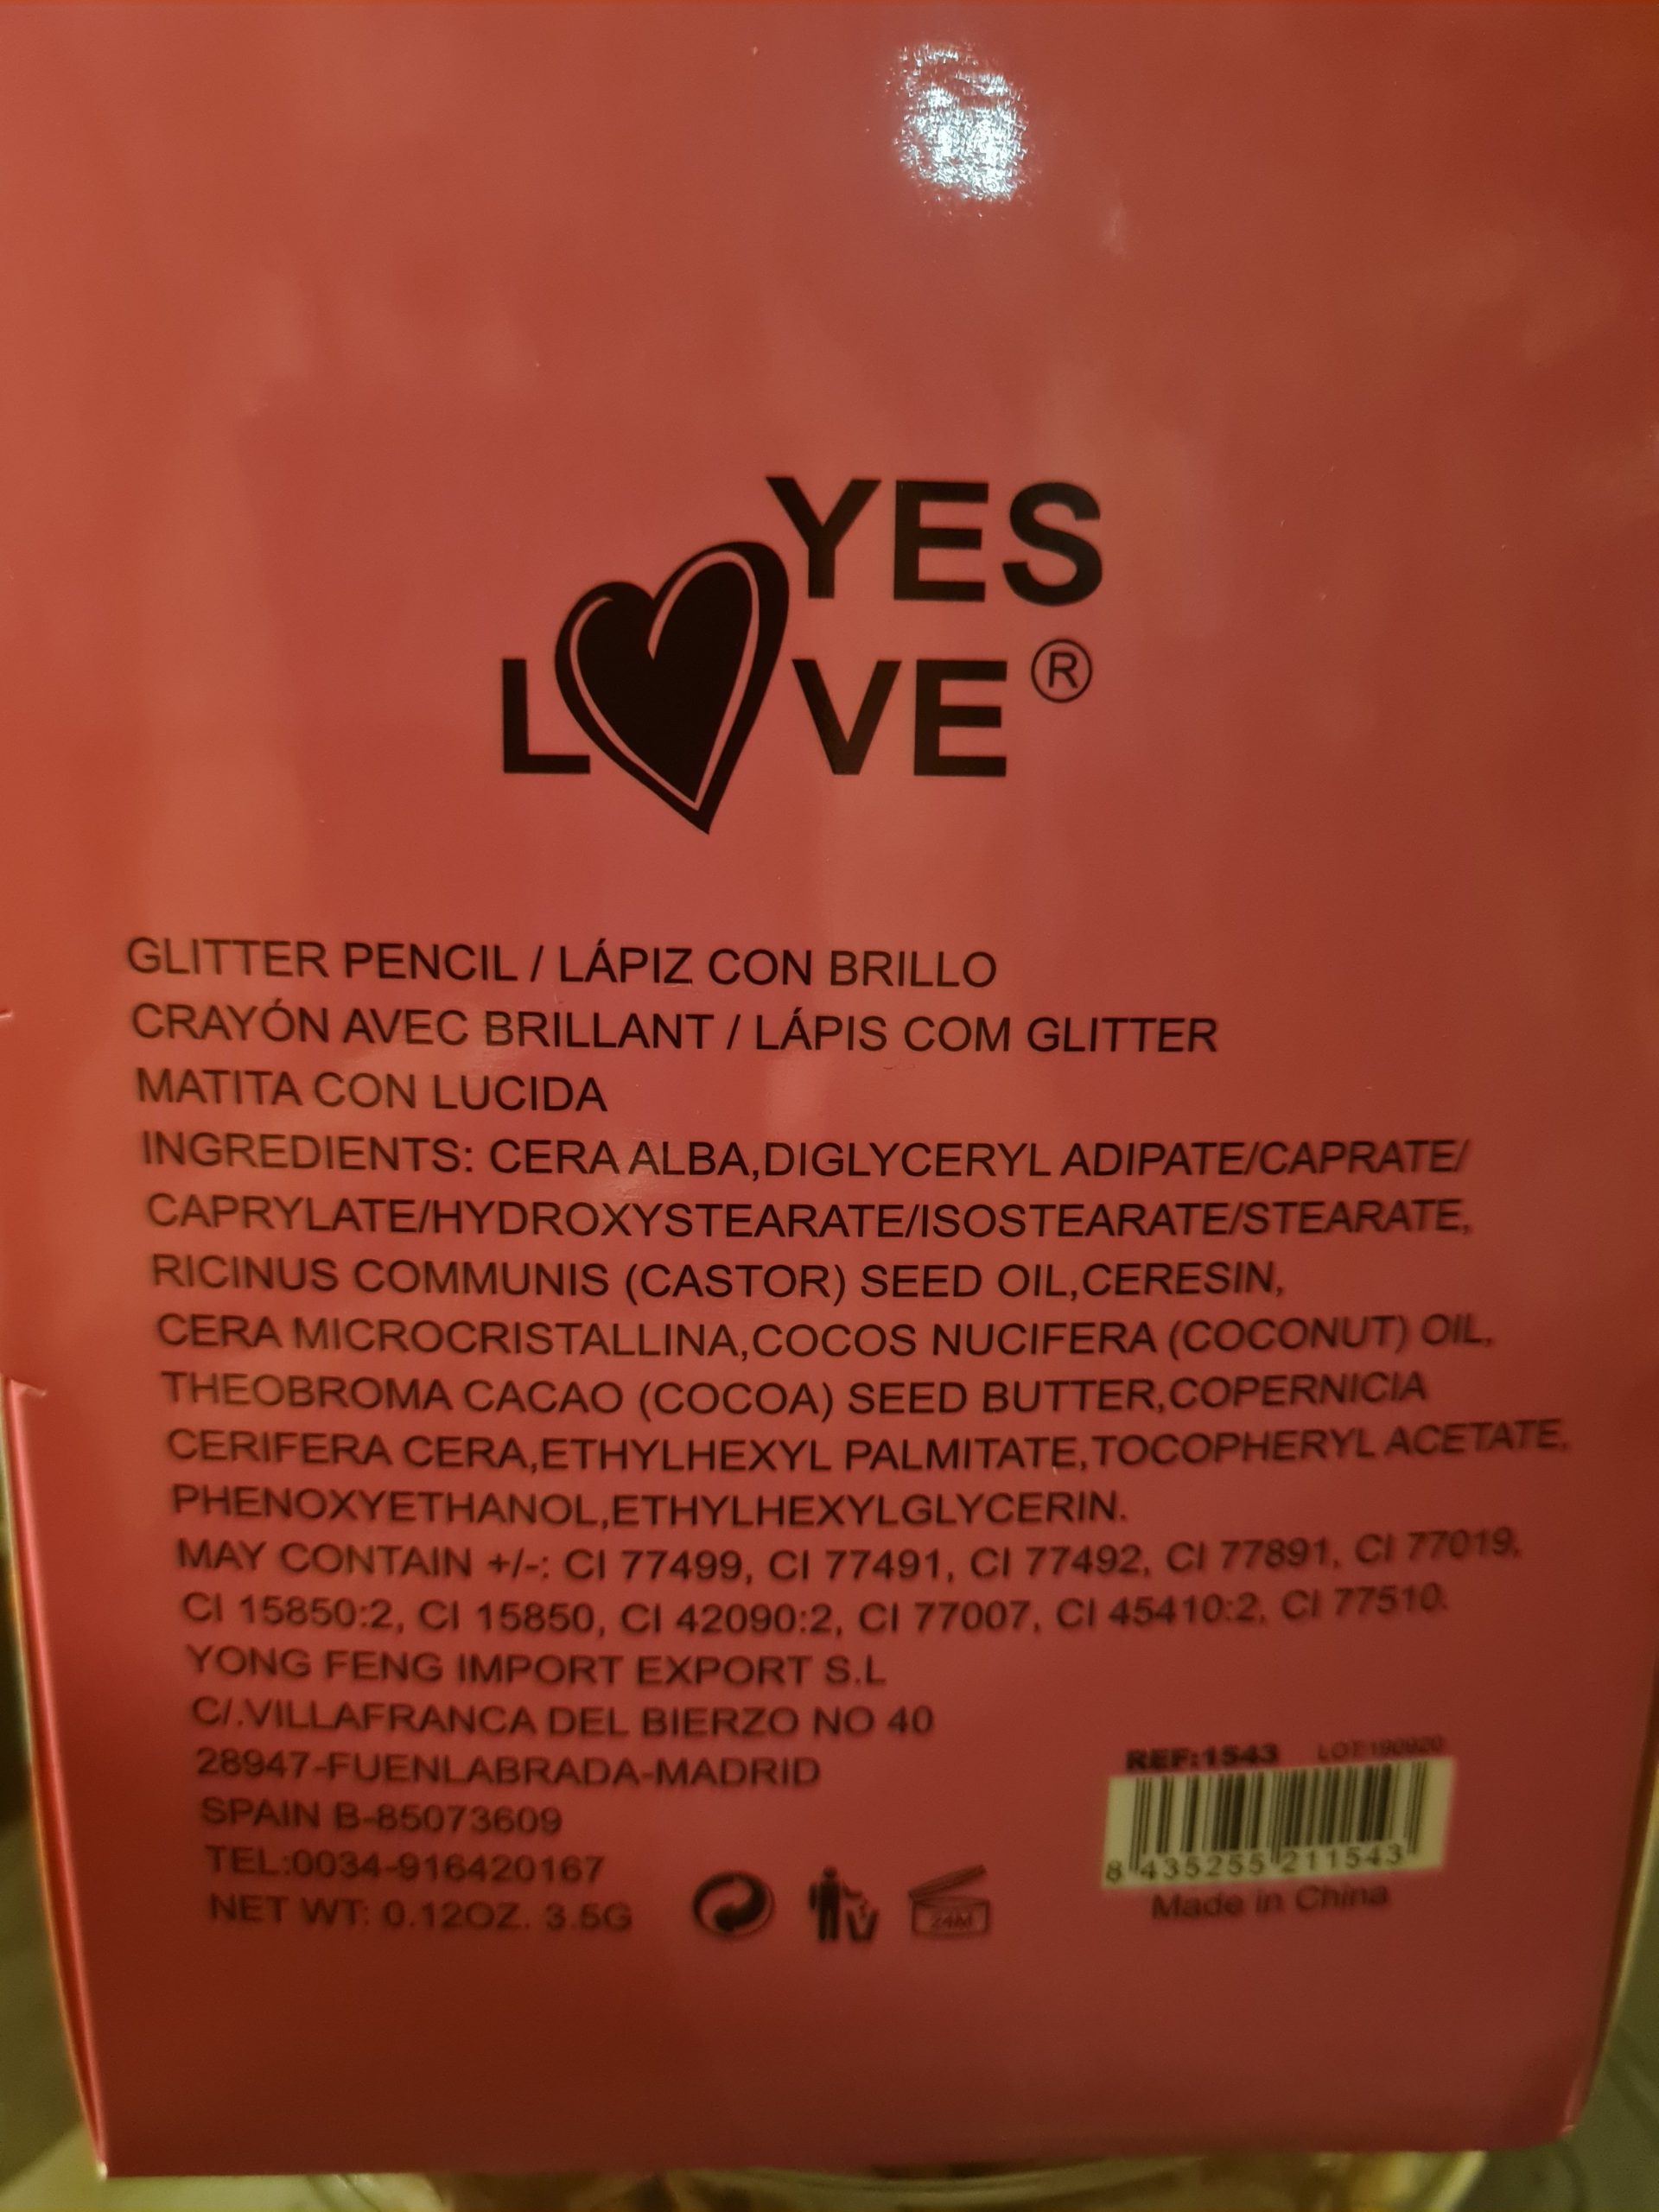 YES
LOVE®
GLITTER PENCIL / LÁPIZ CON BRILLO
CRAYÓN AVEC BRILLANT / LÁPIS COM GLITTER
MATITA CON LUCIDA
INGREDIENTS: CERA ALBA,DIGLYCERYL ADIPATE/CAPRATE/
CAPRYLATE/HYDROXYSTEARATE/ISOSTEARATE/STEARATE,
RICINUS COMMUNIS (CASTOR) SEED OIL,CERESIN,
CERA MICROCRISTALLINA,COCOS NUCIFERA (COCONUT) OIL,
THEOBROMA CACAO (COCOA) SEED BUTTER,COPERNICIA
CERIFERA CERA,ETHYLHEXYL PALMITATE,TOCOPHERYL ACETATE,
PHENOXYETHANOL,ETHYLHEXYLGLYCERIN.
MAY CONTAIN +/-: CI 77499, CI 77491, CI 77492, CI 77891, CI 77019,
CI 15850:2, CI 15850, CI 42090:2, CI 77007, CI 45410:2, CI 77510.
YONG FENG IMPORT EXPORT S.L
C/.VILLAFRANCA DEL BIERZO NO 40
28947-FUENLABRADA-MADRID
SPAIN B-85073609
TEL:0034-916420167
NET WT: 0.12OZ. 3.5G
24M
REF:1543 LOT:190920
8 435255 211543
Made in China